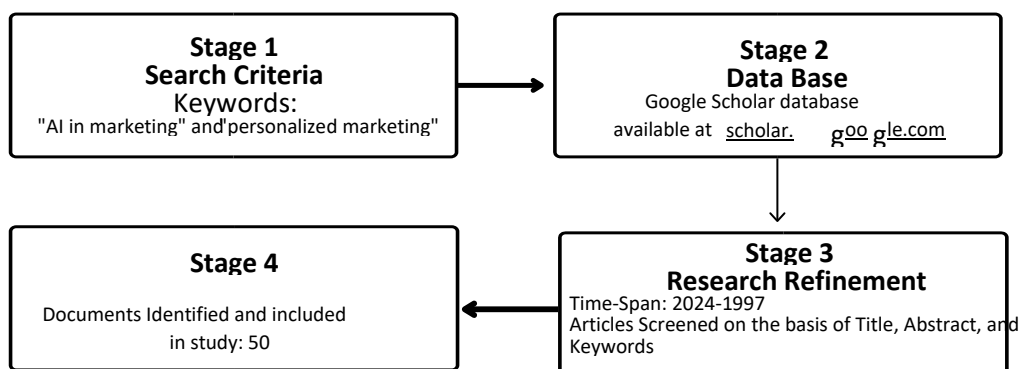 Stage 1
Search Criteria
Keywords:
"AI in marketing" and"personalized marketing"
Stage 2
Data Base
Google Scholar database
available at scholar. google.com
Stage 3
Research Refinement
Time-Span: 2024-1997
Articles Screened on the basis of Title, Abstract, and
Keywords
Stage 4
Documents Identified and included
in study: 50